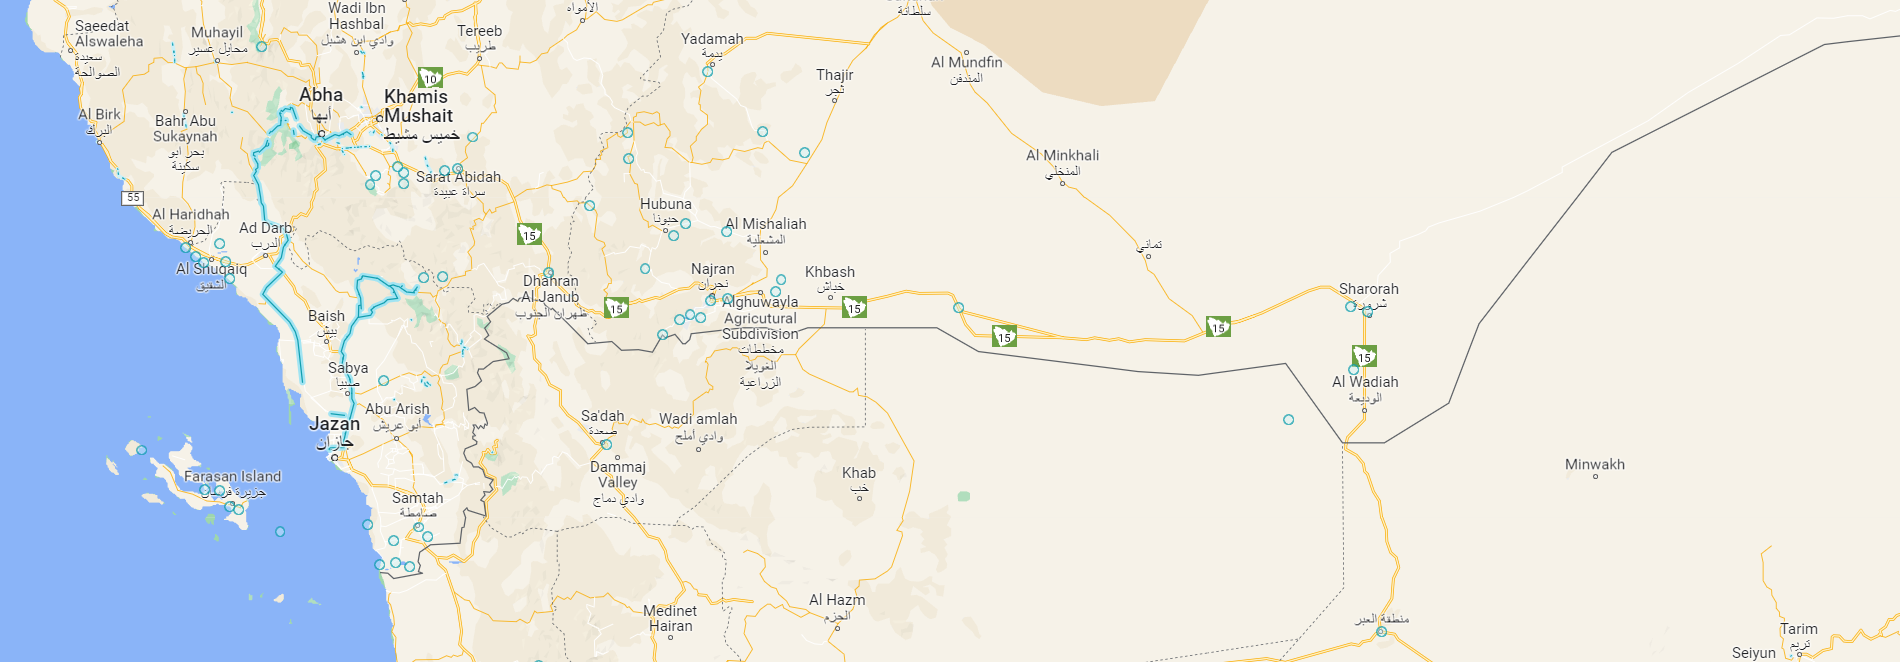 سلطانة
الأمواه
Wadi Ibn
Hashbal
وادي ابن هشبل
Saeedat
Alswaleha
سعيدة
الصوالحة
Muhayil
محايل عسير
Tereeb
طريب
Yadamah
يدمة
Al Mundfin
المندفن
Thajir
ثجر
10
Abha
أبها
Khamis
Mushait
خميس مشيط
Al Birk
البرك
Bahr Abu
Sukaynah
بحر ابو
سكينة
Al Minkhali
المنخلي
Sarat Abidah
سراة عبيدة
55
Al Haridhah
الحريضة
Ad Darb
الدرب
Hubuna
حبونا
Al Mishaliah
المشعلية
15
تماني
Al Shuqaiq
الشقيق
Najran
نجران
Khbash
خباش
Dhahran
Al Janub
ظهران الجنوب
Sharorah
شرورة
15
Alghuwayla
Agricutural
Subdivision
مخططات
الغويلا
الزراعية
15
15
15
15
Baish
بيش
Sabya
صبيا
Al Wadiah
الوديعة
Abu Arish
أبو عريش
Jazan
جازان
Sa'dah
صعدة
Wadi amlah
وادي أملح
Dammaj
Valley
وادي دماج
Khab
خب
Minwakh
Farasan Island
جزيرة فرسان
Samtah
صامطة
Medinet
Hairan
Al Hazm
الحزم
منطقة العبر
Tarim
تريم
Seiyun